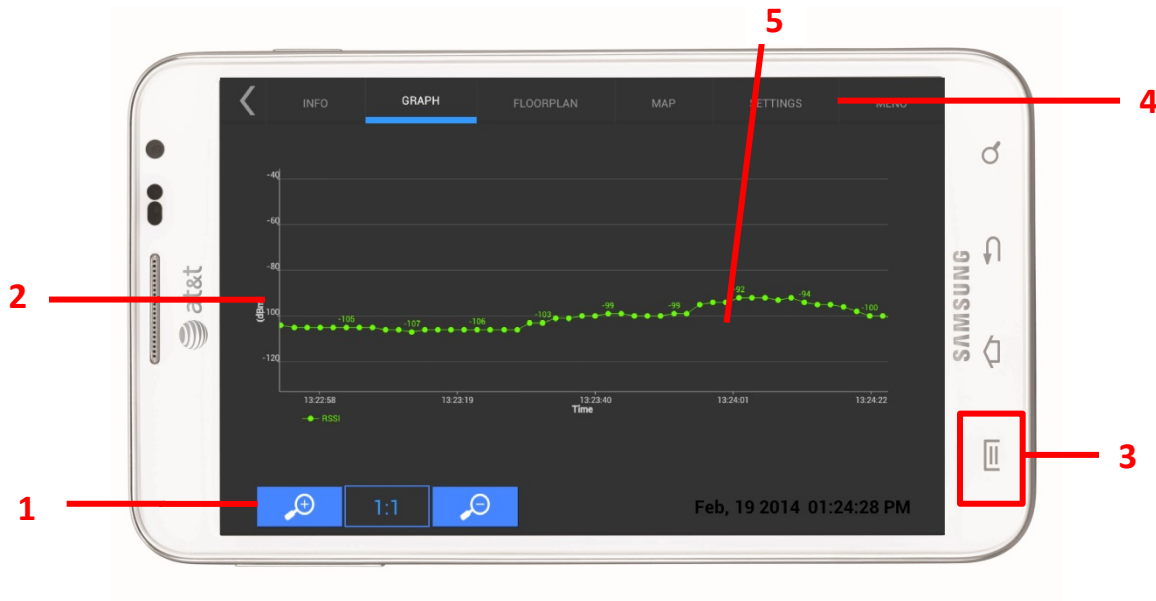 5
INFO GRAPH FLOORPLAN MAP SETTINGS MENU
4
-40
-60
-80
2
at&t
SAMSUNG
(dBm)
-100
-105 -107 -106 -103 -99 -99 -92 -94 -100
-120
13:22:58 13:23:19 13:23:40 13:24:01 13:24:22
Time
RSSI
3
1
1:1
Feb, 19 2014 01:24:28 PM